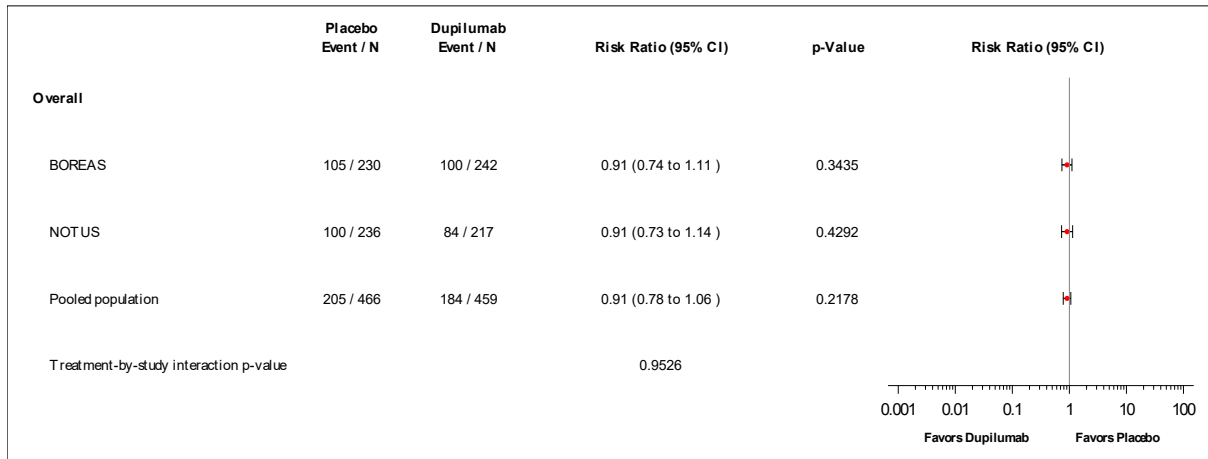 Placebo Dupilumab
Event / N Event / N Risk Ratio (95% CI) p-Value Risk Ratio (95% CI)
Overall
BOREAS 105 / 230 100 / 242 0.91 (0.74 to 1.11 ) 0.3435
NOTUS 100 / 236 84 / 217 0.91 (0.73 to 1.14 ) 0.4292
Pooled population 205 / 466 184 / 459 0.91 (0.78 to 1.06 ) 0.2178
Treatment-by-study interaction p-value 0.9526
0.001 0.01 0.1 1 10 100
Favors Dupilumab Favors Placebo